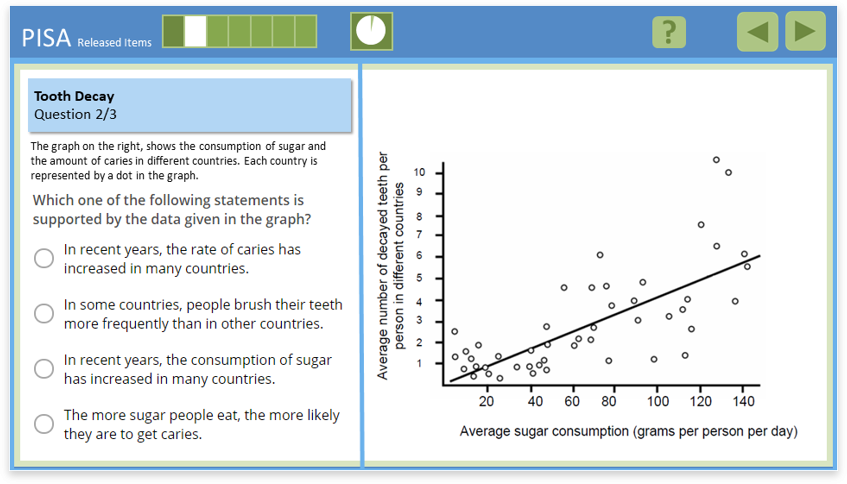 PISA Released Items
?
Tooth Decay
Question 2/3
The graph on the right, shows the consumption of sugar and
the amount of caries in different countries. Each country is
represented by a dot in the graph.
Which one of the following statements is
supported by the data given in the graph?
In recent years, the rate of caries has
increased in many countries.
In some countries, people brush their teeth
more frequently than in other countries.
In recent years, the consumption of sugar
has increased in many countries.
The more sugar people eat, the more likely
they are to get caries.
Average number of decayed teeth per
person in different countries
10
9
8
7
6
5
4
3
2
1
20 40 60 80 100 120 140
Average sugar consumption (grams per person per day)